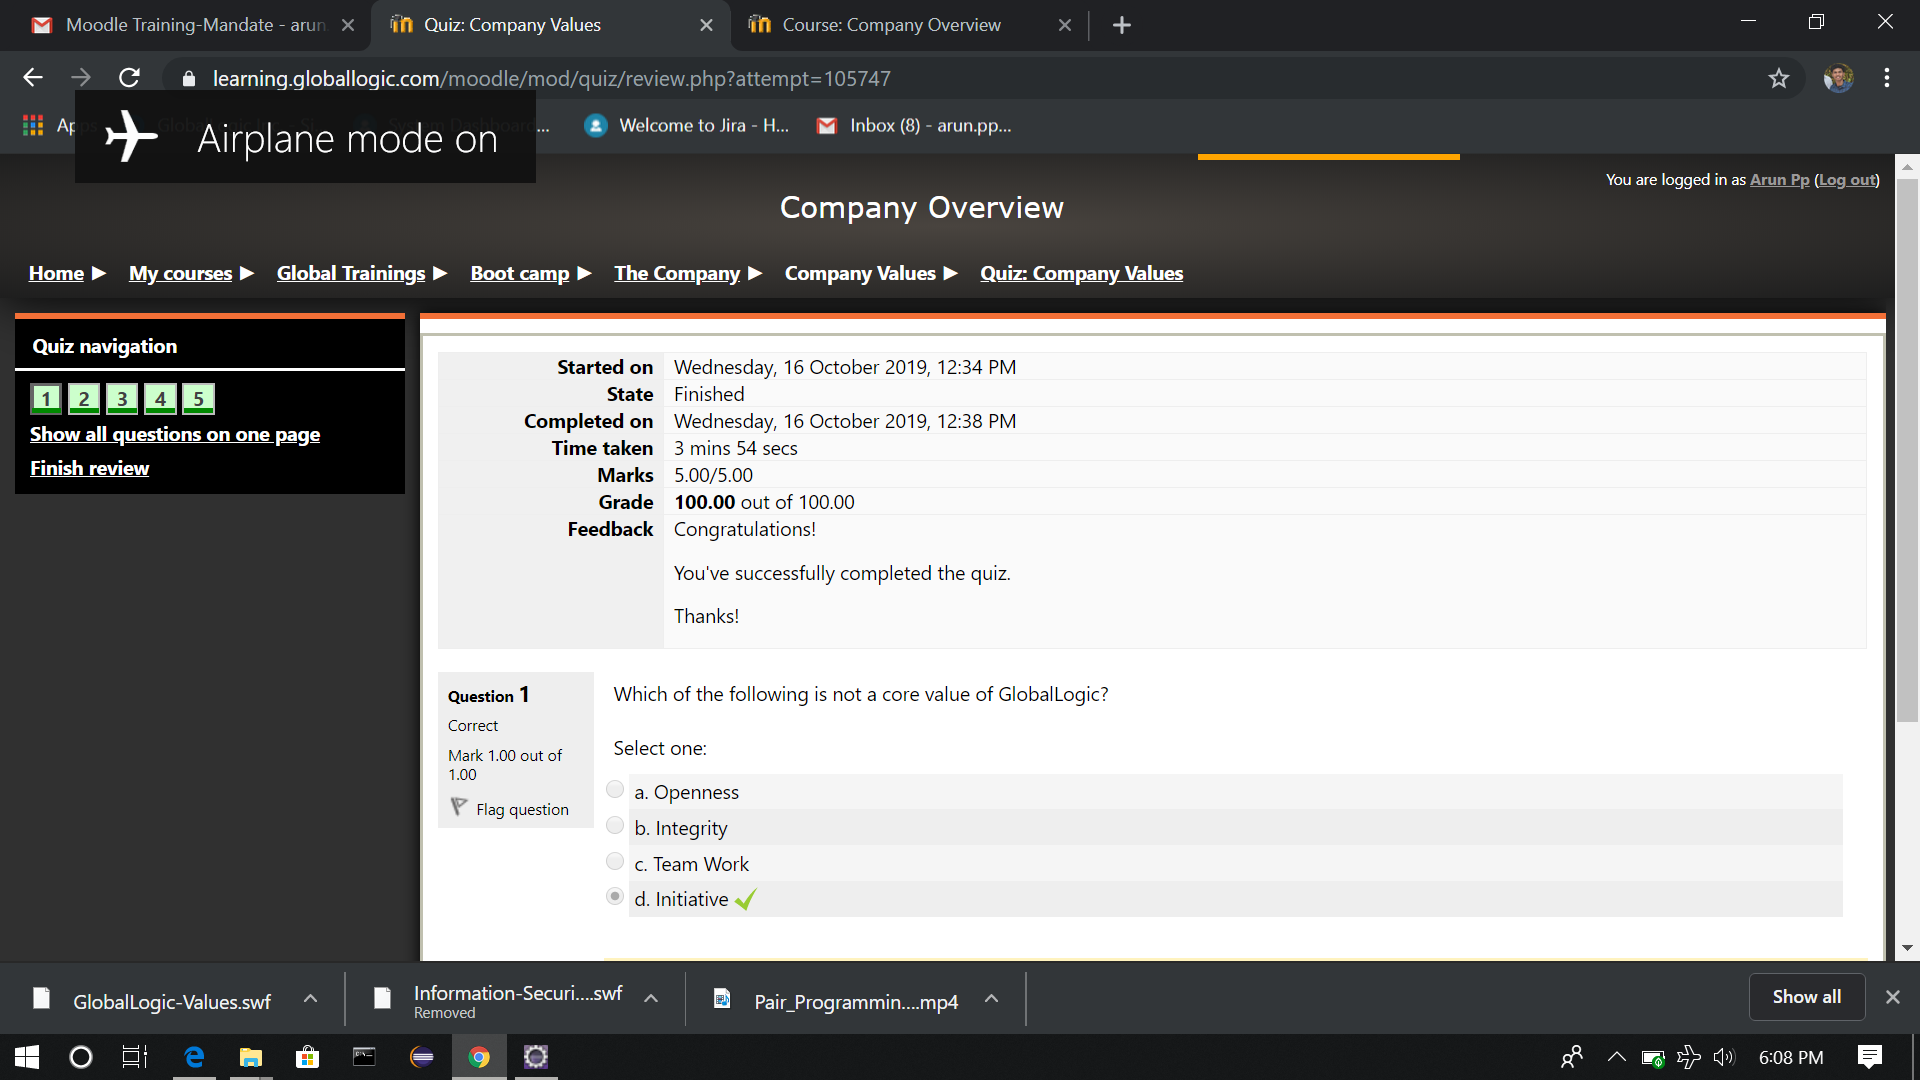 Moodle Training-Mandate - arun
Quiz: Company Values
Course: Company Overview
learning.globallogic.com/moodle/mod/quiz/review.php?attempt=105747
Airplane mode on
...
Welcome to Jira - H...
Inbox (8) - arun.pp...
You are logged in as Arun Pp (Log out)
Company Overview
Home ► My courses ► Global Trainings ► Boot camp ► The Company ► Company Values ► Quiz: Company Values
Quiz navigation
1 2 3 4 5
Show all questions on one page
Finish review
Started on Wednesday, 16 October 2019, 12:34 PM
State Finished
Completed on Wednesday, 16 October 2019, 12:38 PM
Time taken 3 mins 54 secs
Marks 5.00/5.00
Grade 100.00 out of 100.00
Feedback Congratulations!
You've successfully completed the quiz.
Thanks!
Question 1
Correct
Mark 1.00 out of
1.00
Flag question
Which of the following is not a core value of GlobalLogic?
Select one:
a. Openness
b. Integrity
c. Team Work
d. Initiative
GlobalLogic-Values.swf
Information-Securi....swf
Removed
Pair_Programmin....mp4
Show all
6:08 PM